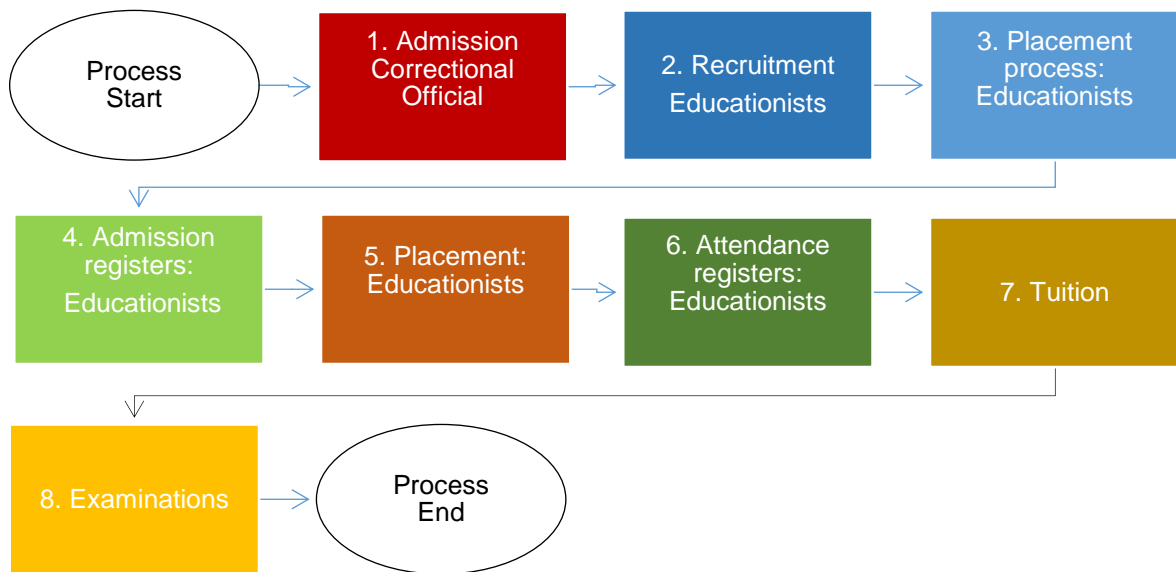 Process
Start
1. Admission
Correctional
Official
2. Recruitment
Educationists
3. Placement
process:
Educationists
4. Admission
registers:
Educationists
5. Placement:
Educationists
6. Attendance
registers:
Educationists
7. Tuition
8. Examinations
Process
End